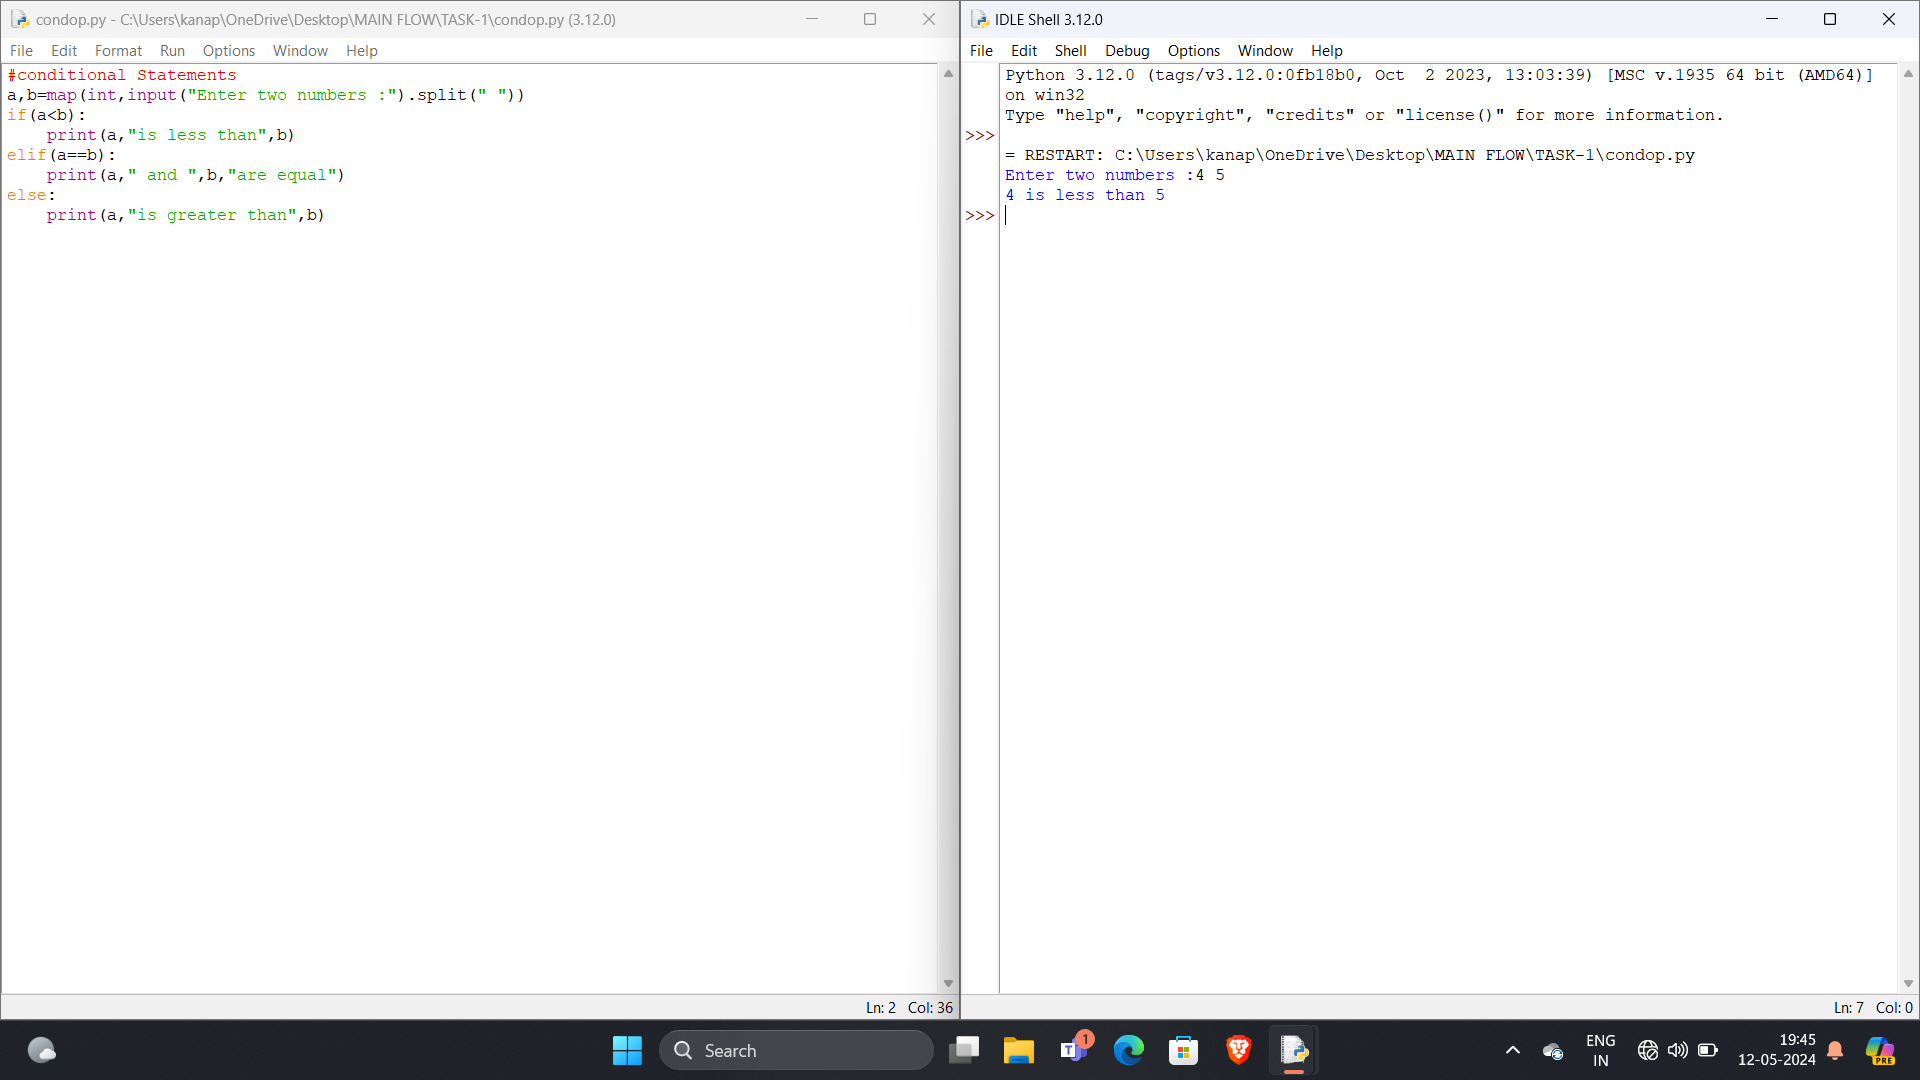 condop.py - C:\Users\kanap\OneDrive\Desktop\MAIN FLOW\TASK-1\condop.py (3.12.0)
File Edit Format Run Options Window Help
#conditional Statements
a,b=map(int,input("Enter two numbers :").split(" "))
if(a<b):
    print(a,"is less than",b)
elif(a==b):
    print(a," and ",b,"are equal")
else:
    print(a,"is greater than",b)
Ln: 2 Col: 36
IDLE Shell 3.12.0
File Edit Shell Debug Options Window Help
Python 3.12.0 (tags/v3.12.0:0fb18b0, Oct  2 2023, 13:03:39) [MSC v.1935 64 bit (AMD64)]
on win32
Type "help", "copyright", "credits" or "license()" for more information.
>>>
= RESTART: C:\Users\kanap\OneDrive\Desktop\MAIN FLOW\TASK-1\condop.py
Enter two numbers :4 5
4 is less than 5
>>>
Ln: 7 Col: 0
Search
1
T
ENG
IN
19:45
12-05-2024
PRE